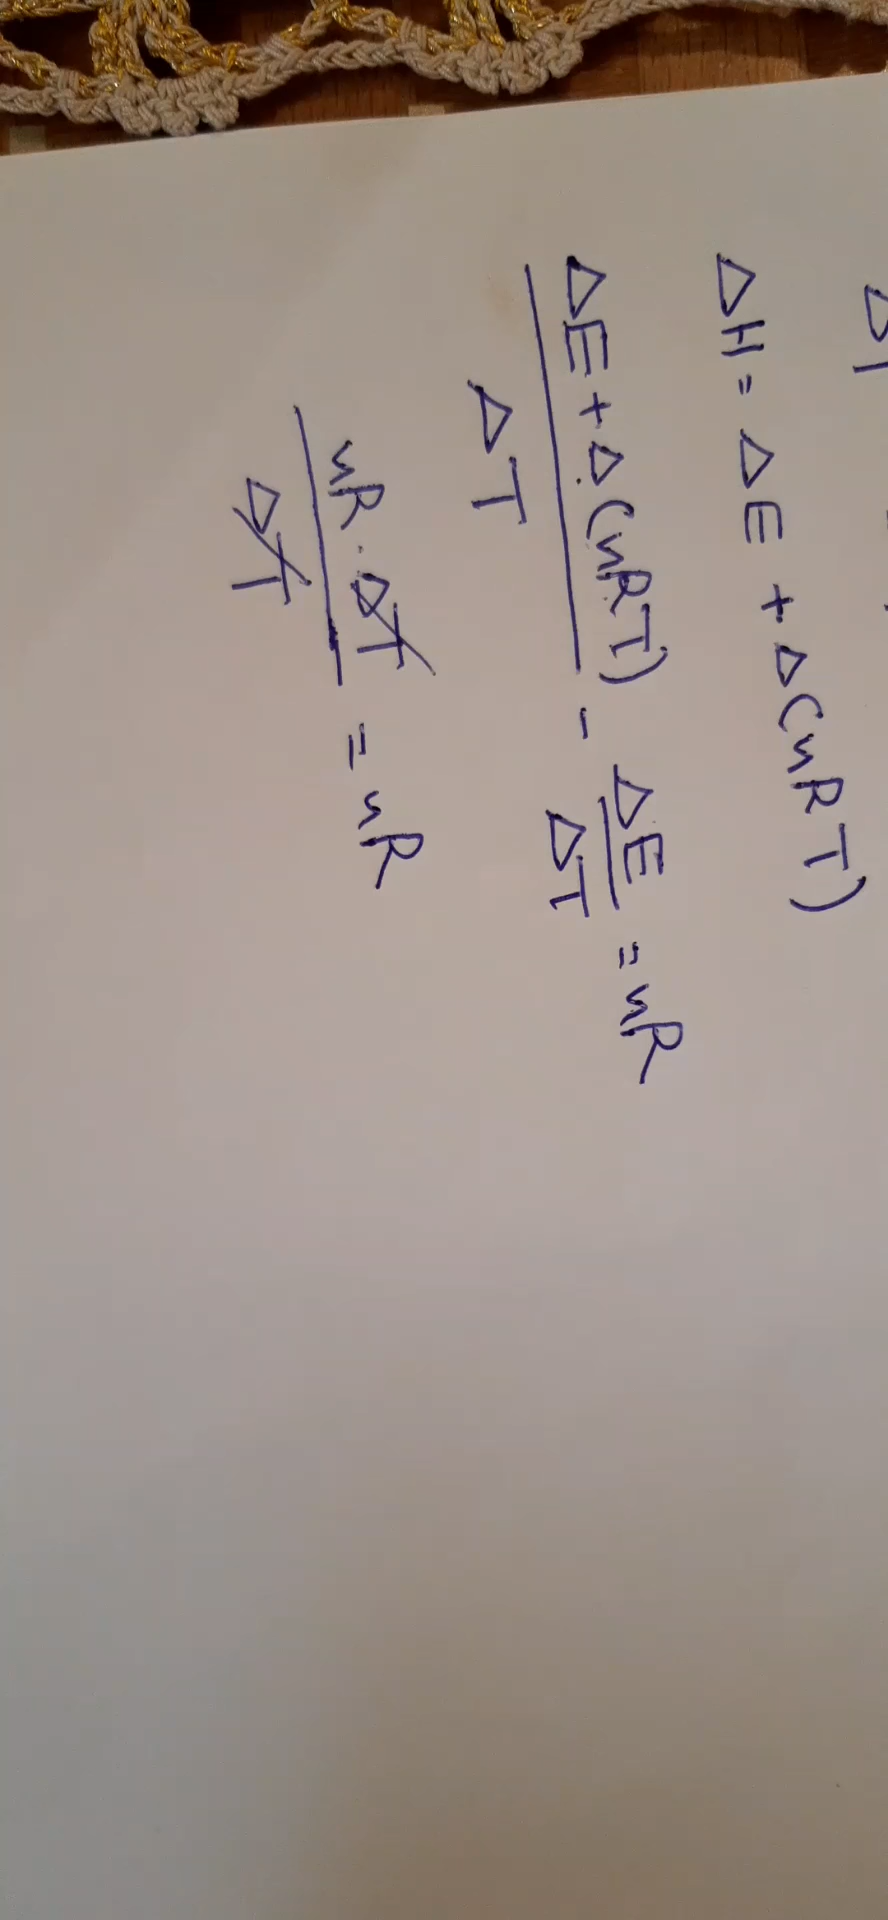 ΔH = ΔE + Δ(nRT)
ΔE + Δ(nRT) / ΔT - ΔE / ΔT = nR
nR · ΔT / ΔT = nR